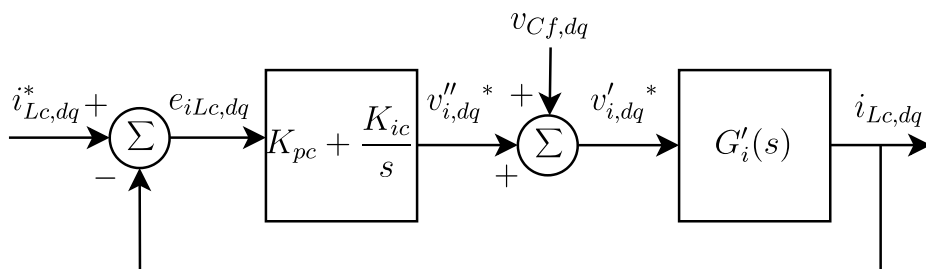 v_{Cf,dq}
i^*_{Lc,dq} +
Σ
−
e_{iLc,dq}
K_{pc} + \frac{K_{ic}}{s}
v''_{i,dq}{}^*
+
+
Σ
v'_{i,dq}{}^*
G'_i(s)
i_{Lc,dq}